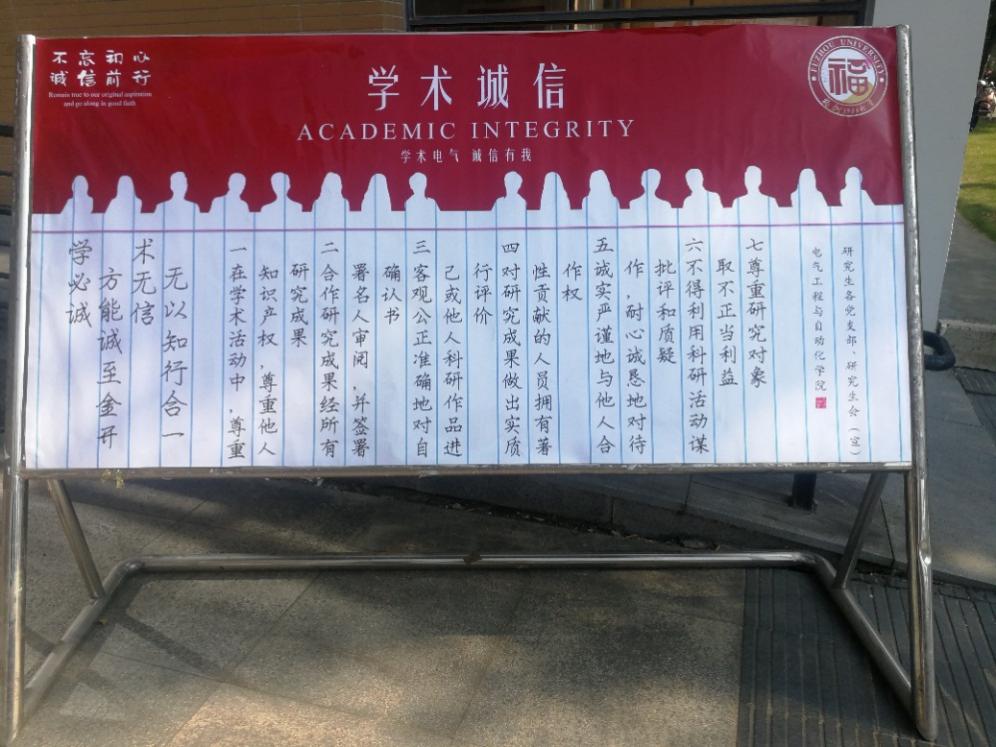 不忘初心
诚信前行
Remain true to our original aspiration
and go along in good faith
学术诚信
ACADEMIC INTEGRITY
学术电气 诚信有我
FUZHOU UNIVERSITY
福
学必诚
方能诚至金开
术无信
无以知行合一
一在学术活动中，尊重
知识产权，尊重他人
研究成果
二合作研究成果经所有
署名人审阅，并签署
确认书
三客观公正准确地对自
己或他人科研作品进
行评价
四对研究成果做出实质
性贡献的人员拥有著
作权
五诚实严谨地与他人合
作，耐心诚恳地对待
批评和质疑
六不得利用科研活动谋
取不正当利益
七尊重研究对象
电气工程与自动化学院
研究生各党支部、研究生会（宣）